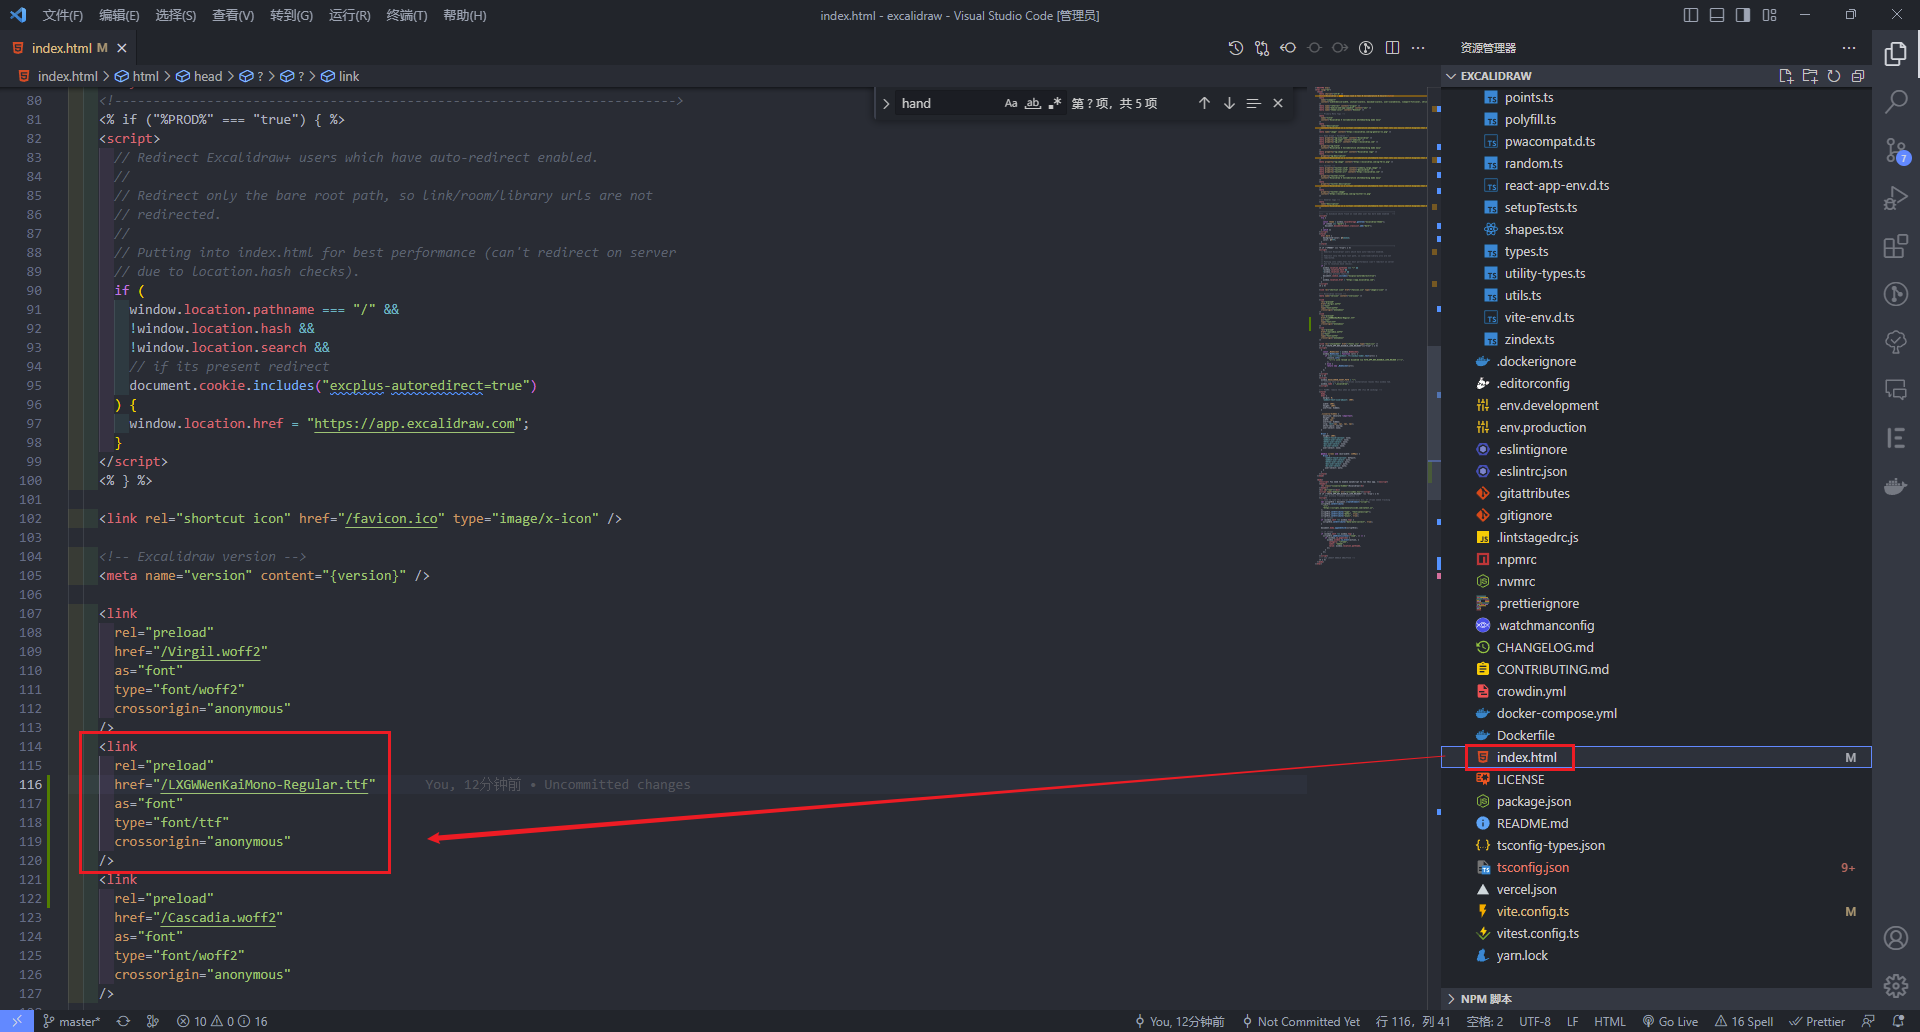 文件(F) 编辑(E) 选择(S) 查看(V) 转到(G) 运行(R) 终端(T) 帮助(H)
index.html - excalidraw - Visual Studio Code [管理员]
index.html M
index.html > html > head > ? > ? > link
hand Aa ab 第 ? 项，共 5 项
80 <!------------------------------------------------------------------------->
81 <% if ("%PROD%" === "true") { %>
82 <script>
83 // Redirect Excalidraw+ users which have auto-redirect enabled.
84 //
85 // Redirect only the bare root path, so link/room/library urls are not
86 // redirected.
87 //
88 // Putting into index.html for best performance (can't redirect on server
89 // due to location.hash checks).
90 if (
91 window.location.pathname === "/" &&
92 !window.location.hash &&
93 !window.location.search &&
94 // if its present redirect
95 document.cookie.includes("excplus-autoredirect=true")
96 ) {
97 window.location.href = "https://app.excalidraw.com";
98 }
99 </script>
100 <% } %>
101
102 <link rel="shortcut icon" href="/favicon.ico" type="image/x-icon" />
103
104 <!-- Excalidraw version -->
105 <meta name="version" content="{version}" />
106
107 <link
108 rel="preload"
109 href="/Virgil.woff2"
110 as="font"
111 type="font/woff2"
112 crossorigin="anonymous"
113 />
114 <link
115 rel="preload"
116 href="/LXGWWenKaiMono-Regular.ttf" You, 12分钟前 • Uncommitted changes
117 as="font"
118 type="font/ttf"
119 crossorigin="anonymous"
120 />
121 <link
122 rel="preload"
123 href="/Cascadia.woff2"
124 as="font"
125 type="font/woff2"
126 crossorigin="anonymous"
127 />
资源管理器
EXCALIDRAW
points.ts
polyfill.ts
pwacompat.d.ts
random.ts
react-app-env.d.ts
setupTests.ts
shapes.tsx
types.ts
utility-types.ts
utils.ts
vite-env.d.ts
zindex.ts
.dockerignore
.editorconfig
.env.development
.env.production
.eslintignore
.eslintrc.json
.gitattributes
.gitignore
.lintstagedrc.js
.npmrc
.nvmrc
.prettierignore
.watchmanconfig
CHANGELOG.md
CONTRIBUTING.md
crowdin.yml
docker-compose.yml
Dockerfile
index.html M
LICENSE
package.json
README.md
tsconfig-types.json
tsconfig.json 9+
vercel.json
vite.config.ts M
vitest.config.ts
yarn.lock
NPM 脚本
7
master* 10 0 16
You, 12分钟前 Not Committed Yet 行 116，列 41 空格: 2 UTF-8 LF HTML Go Live 16 Spell Prettier